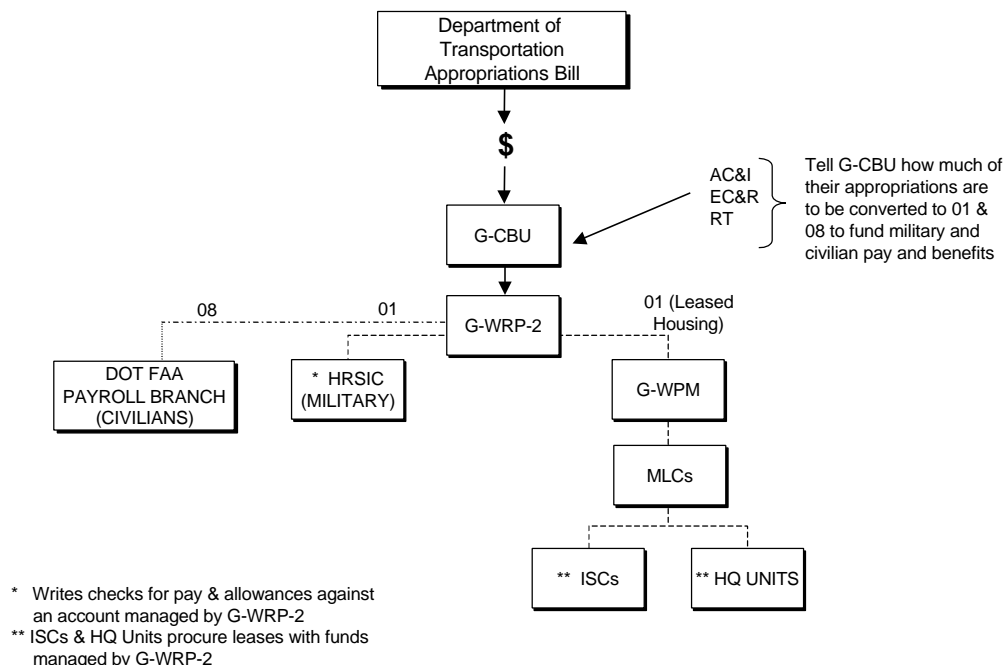 Department of
Transportation
Appropriations Bill
$
AC&I
EC&R
RT
Tell G-CBU how much of
their appropriations are
to be converted to 01 &
08 to fund military and
civilian pay and benefits
G-CBU
08
01
G-WRP-2
01 (Leased
Housing)
DOT FAA
PAYROLL BRANCH
(CIVILIANS)
* HRSIC
(MILITARY)
G-WPM
MLCs
** ISCs
** HQ UNITS
* Writes checks for pay & allowances against
an account managed by G-WRP-2
** ISCs & HQ Units procure leases with funds
managed by G-WRP-2